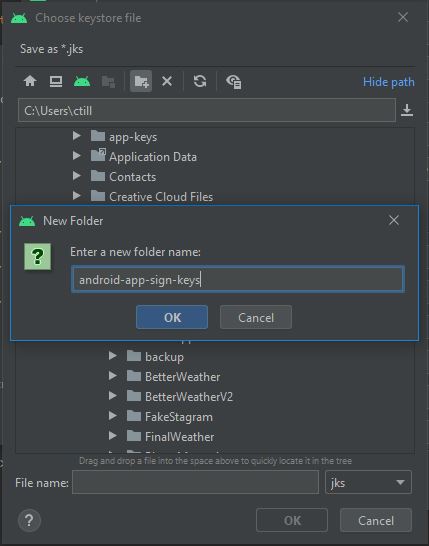 Choose keystore file
Save as *.jks
Hide path
C:\Users\ctill
app-keys
Application Data
Contacts
Creative Cloud Files
New Folder
?
Enter a new folder name:
android-app-sign-keys
OK
Cancel
backup
BetterWeather
BetterWeatherV2
FakeStagram
FinalWeather
Drag and drop a file into the space above to quickly locate it in the tree
File name:
jks
?
OK
Cancel